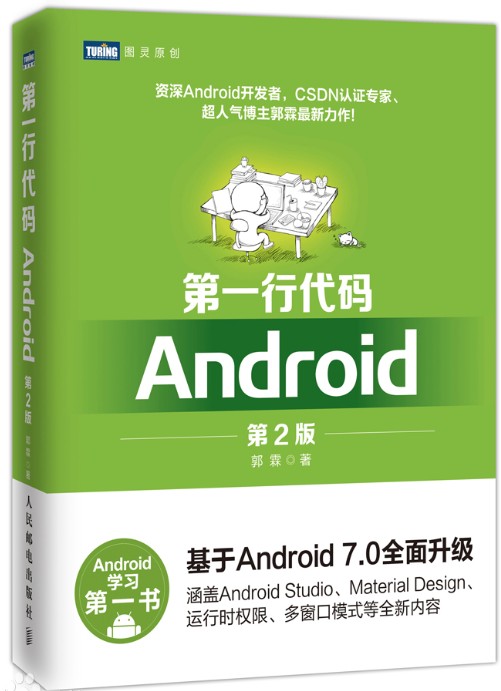 TURING 图灵原创
资深Android开发者，CSDN认证专家、
超人气博主郭霖最新力作！
第一行代码
Android
第2版
郭霖◎著
Android
学习
第一书
基于Android 7.0全面升级
涵盖Android Studio、Material Design、
运行时权限、多窗口模式等全新内容
TURING
第一行代码 Android 第2版 郭霖◎著 人民邮电出版社